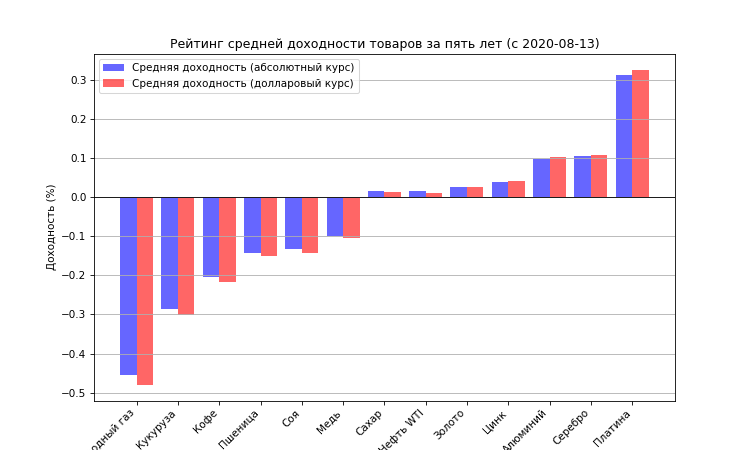 Рейтинг средней доходности товаров за пять лет (с 2020-08-13)
Средняя доходность (абсолютный курс)
Средняя доходность (долларовый курс)
Доходность (%)
0.3
0.2
0.1
0.0
−0.1
−0.2
−0.3
−0.4
−0.5
газ
Кукуруза
Кофе
Пшеница
Соя
Медь
Сахар
Нефть WTI
Золото
Цинк
Алюминий
Серебро
Платина